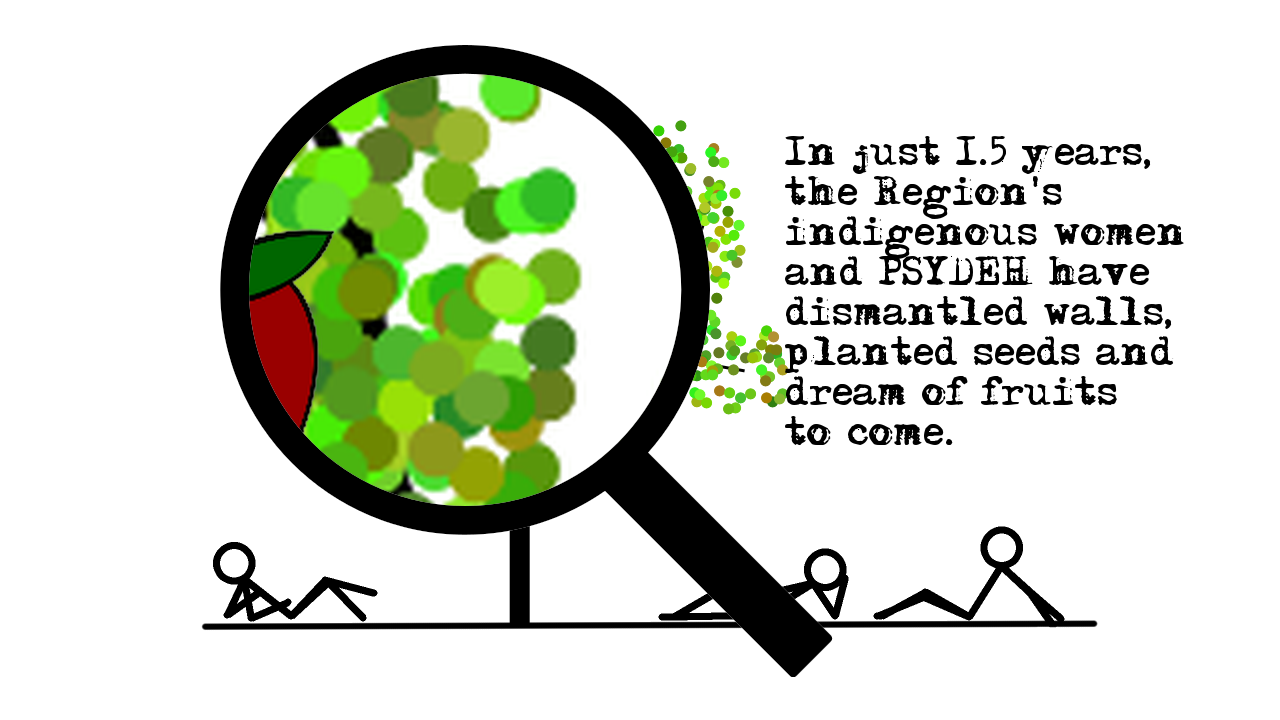 In just 1.5 years,
the Region's
indigenous women
and PSYDEH have
dismantled walls,
planted seeds and
dream of fruits
to come.